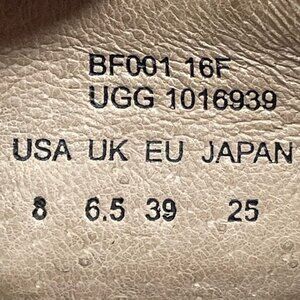 BF001 16F
UGG 1016939
USA UK EU JAPAN
8 6.5 39 25